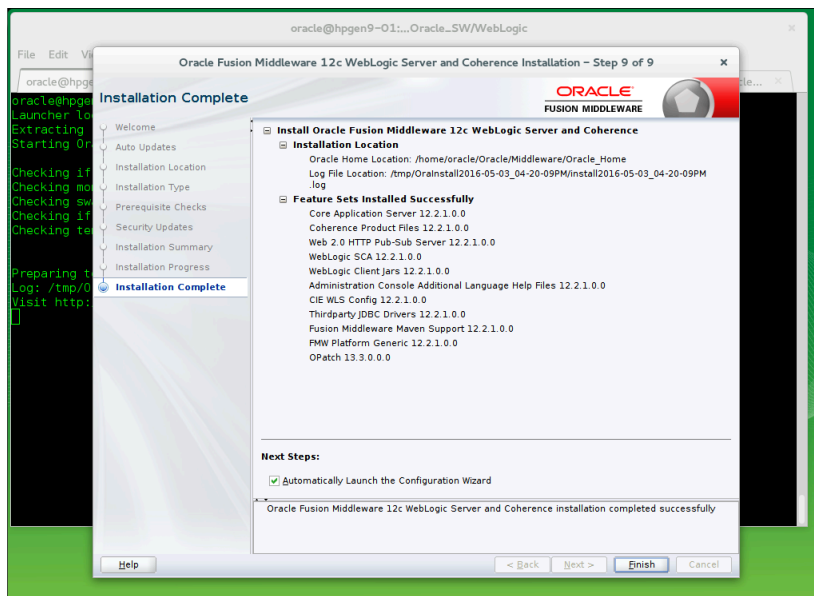 oracle@hpgen9-01:...Oracle_SW/WebLogic
File Edit
oracle@hpge
Oracle Fusion Middleware 12c WebLogic Server and Coherence Installation - Step 9 of 9
Installation Complete
ORACLE
FUSION MIDDLEWARE
Launcher
Extracting
Starting
Checking if
Checking
Checking
Checking if
Checking
Preparing
Log: /tmp/O
Visit http:
Welcome
Auto Updates
Installation Location
Installation Type
Prerequisite Checks
Security Updates
Installation Summary
Installation Progress
Installation Complete
Install Oracle Fusion Middleware 12c WebLogic Server and Coherence
Installation Location
Oracle Home Location: /home/oracle/Oracle/Middleware/Oracle_Home
Log File Location: /tmp/OraInstall2016-05-03_04-20-09PM/install2016-05-03_04-20-09PM
.log
Feature Sets Installed Successfully
Core Application Server 12.2.1.0.0
Coherence Product Files 12.2.1.0.0
Web 2.0 HTTP Pub-Sub Server 12.2.1.0.0
WebLogic SCA 12.2.1.0.0
WebLogic Client Jars 12.2.1.0.0
Administration Console Additional Language Help Files 12.2.1.0.0
CIE WLS Config 12.2.1.0.0
Thirdparty JDBC Drivers 12.2.1.0.0
Fusion Middleware Maven Support 12.2.1.0.0
FMW Platform Generic 12.2.1.0.0
OPatch 13.3.0.0.0
Next Steps:
Automatically Launch the Configuration Wizard
Oracle Fusion Middleware 12c WebLogic Server and Coherence installation completed successfully
Help
< Back
Next >
Finish
Cancel